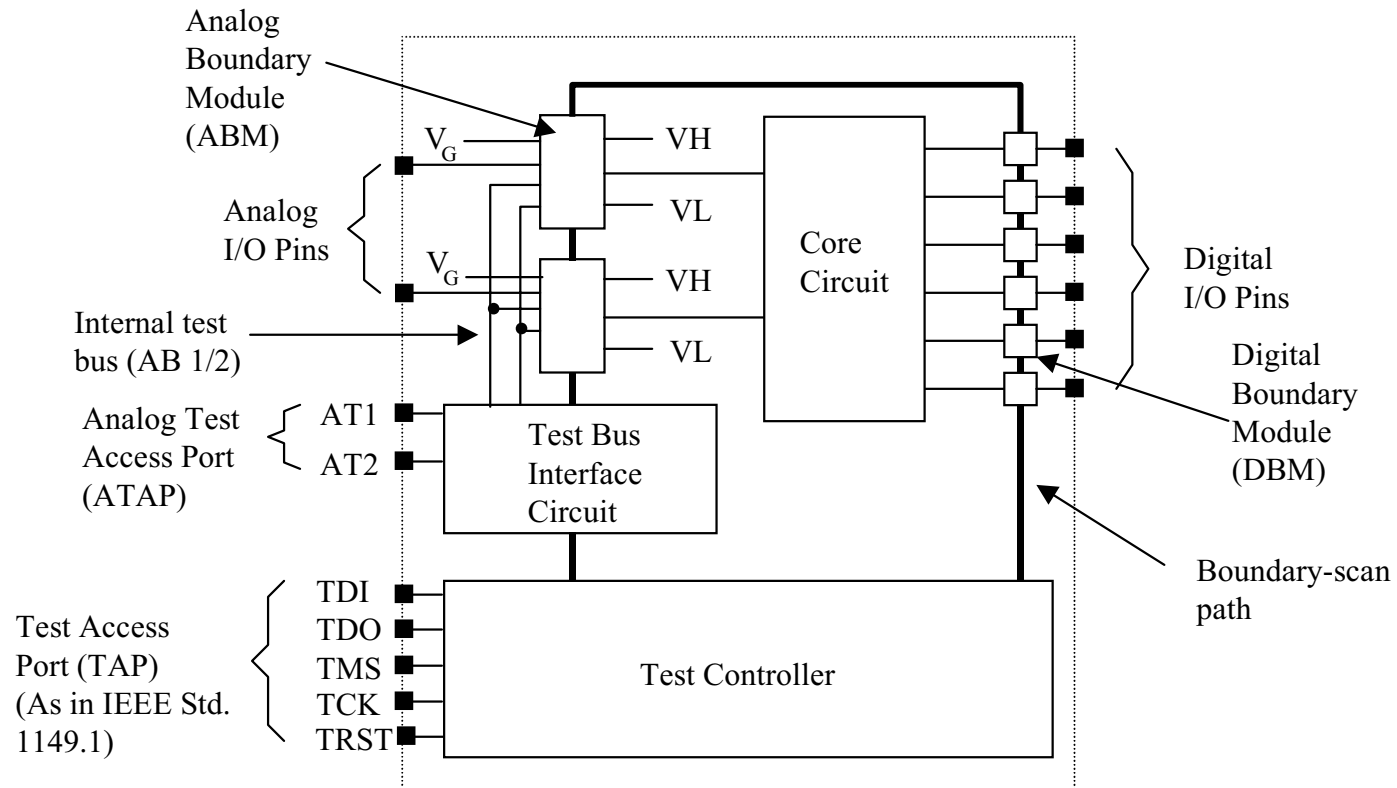 Analog
Boundary
Module
(ABM)
VG
VH
VL
Analog
I/O Pins
VG
VH
VL
Core
Circuit
Digital
I/O Pins
Internal test
bus (AB 1/2)
Digital
Boundary
Module
(DBM)
Analog Test
Access Port
(ATAP)
AT1
AT2
Test Bus
Interface
Circuit
Boundary-scan
path
Test Access
Port (TAP)
(As in IEEE Std.
1149.1)
TDI
TDO
TMS
TCK
TRST
Test Controller